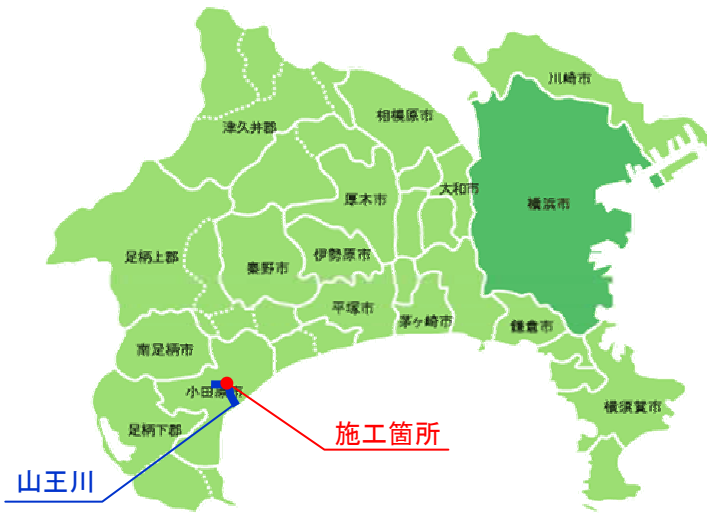 川崎市
相模原市
津久井郡
大和市
厚木市
横浜市
足柄上郡
秦野市
伊勢原市
平塚市
茅ヶ崎市
鎌倉市
南足柄市
小田原市
横須賀市
足柄下郡
施工箇所
山王川